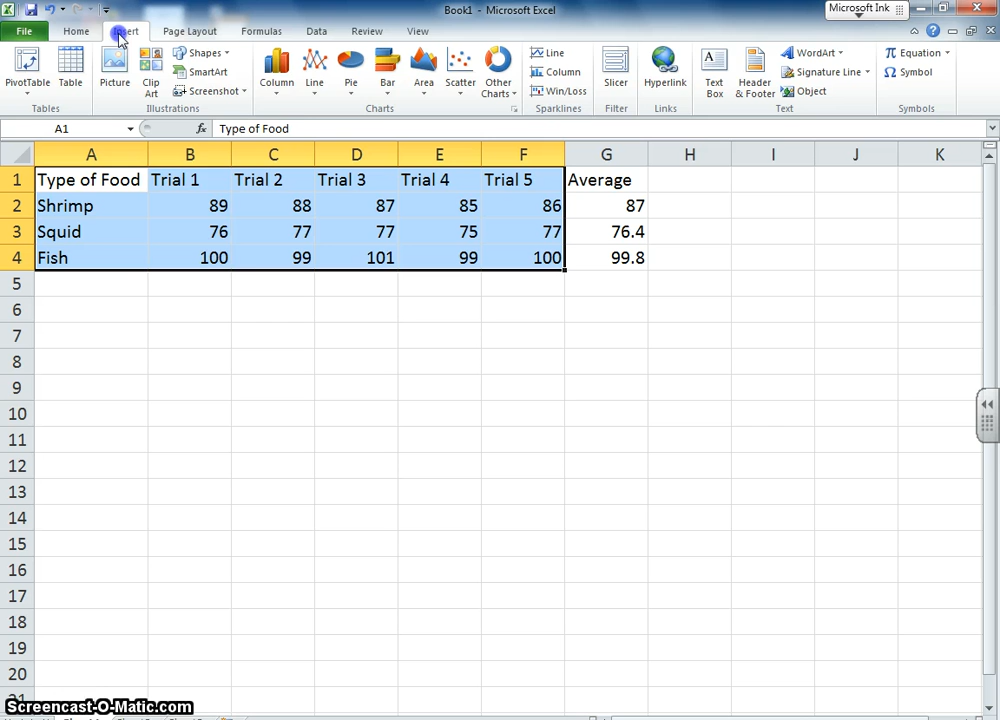 Book1 - Microsoft Excel
Microsoft Ink
File Home Insert Page Layout Formulas Data Review View
PivotTable Table Picture Clip Art Shapes SmartArt Screenshot Column Line Pie Bar Area Scatter Other Charts Line Column Win/Loss Slicer Hyperlink Text Box Header & Footer WordArt Signature Line Object Equation Symbol
Tables Illustrations Charts Sparklines Filter Links Text Symbols
A1 fx Type of Food
A B C D E F G H I J K
1 Type of Food Trial 1 Trial 2 Trial 3 Trial 4 Trial 5 Average
2 Shrimp 89 88 87 85 86 87
3 Squid 76 77 77 75 77 76.4
4 Fish 100 99 101 99 100 99.8
5
6
7
8
9
10
11
12
13
14
15
16
17
18
19
20
Screencast-O-Matic.com